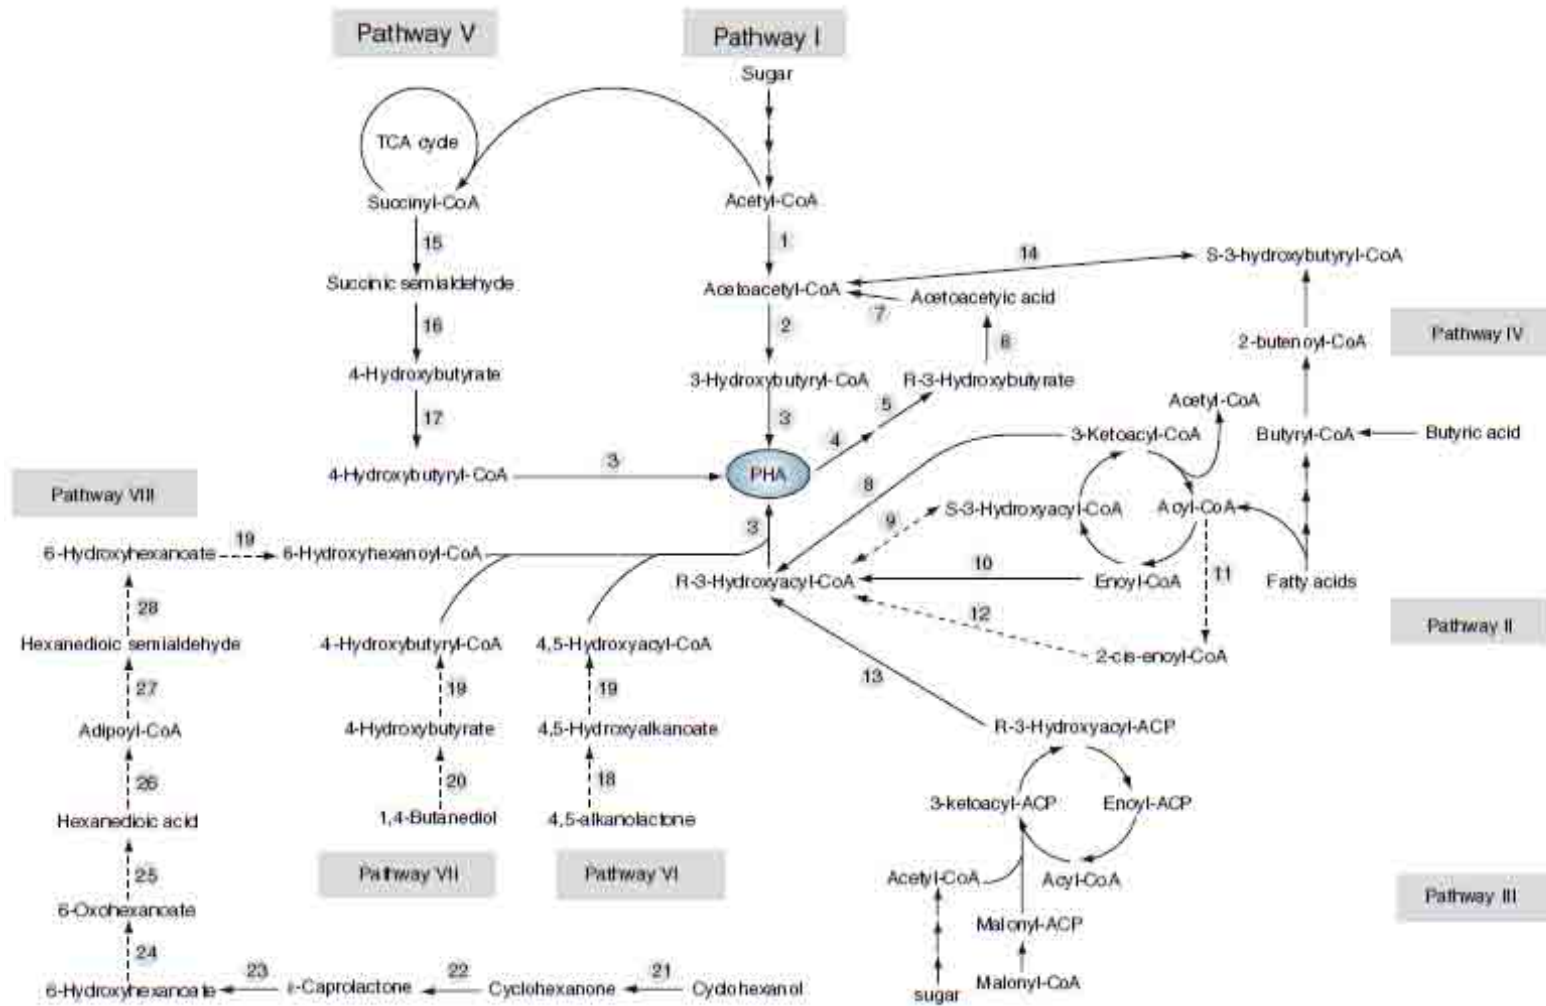 Pathway V
Pathway I
Sugar
TCA cycle
Succinyl-CoA
Acetyl-CoA
15
1
14
S-3-hydroxybutyryl-CoA
Succinic semialdehyde
Acetoacetyl-CoA
Acetoacetyic acid
7
16
2
6
2-butenoyl-CoA
Pathway IV
4-Hydroxybutyrate
3-Hydroxybutyryl-CoA
R-3-Hydroxybutyrate
17
3
5
4
Acetyl-CoA
3-Ketoacyl-CoA
Butyryl-CoA
Butyric acid
4-Hydroxybutyryl-CoA
3
PHA
8
Pathway VIII
S-3-Hydroxyacyl-CoA
Acyl-CoA
9
3
6-Hydroxyhexanoate
19
6-Hydroxyhexanoyl-CoA
R-3-Hydroxyacyl-CoA
10
Enoyl-CoA
11
Fatty acids
28
12
Pathway II
Hexanedioic semialdehyde
4-Hydroxybutyryl-CoA
4,5-Hydroxyacyl-CoA
2-cis-enoyl-CoA
27
19
19
13
Adipoyl-CoA
4-Hydroxybutyrate
4,5-Hydroxyalkanoate
R-3-Hydroxyacyl-ACP
26
20
18
Hexanedioic acid
1,4-Butanediol
4,5-alkanolactone
3-ketoacyl-ACP
Enoyl-ACP
Pathway VII
Pathway VI
25
Acetyl-CoA
Acyl-CoA
Pathway III
6-Oxohexanoate
Malonyl-ACP
24
23
22
21
6-Hydroxyhexanoate
ε-Caprolactone
Cyclohexanone
Cyclohexanol
sugar
Malonyl-CoA